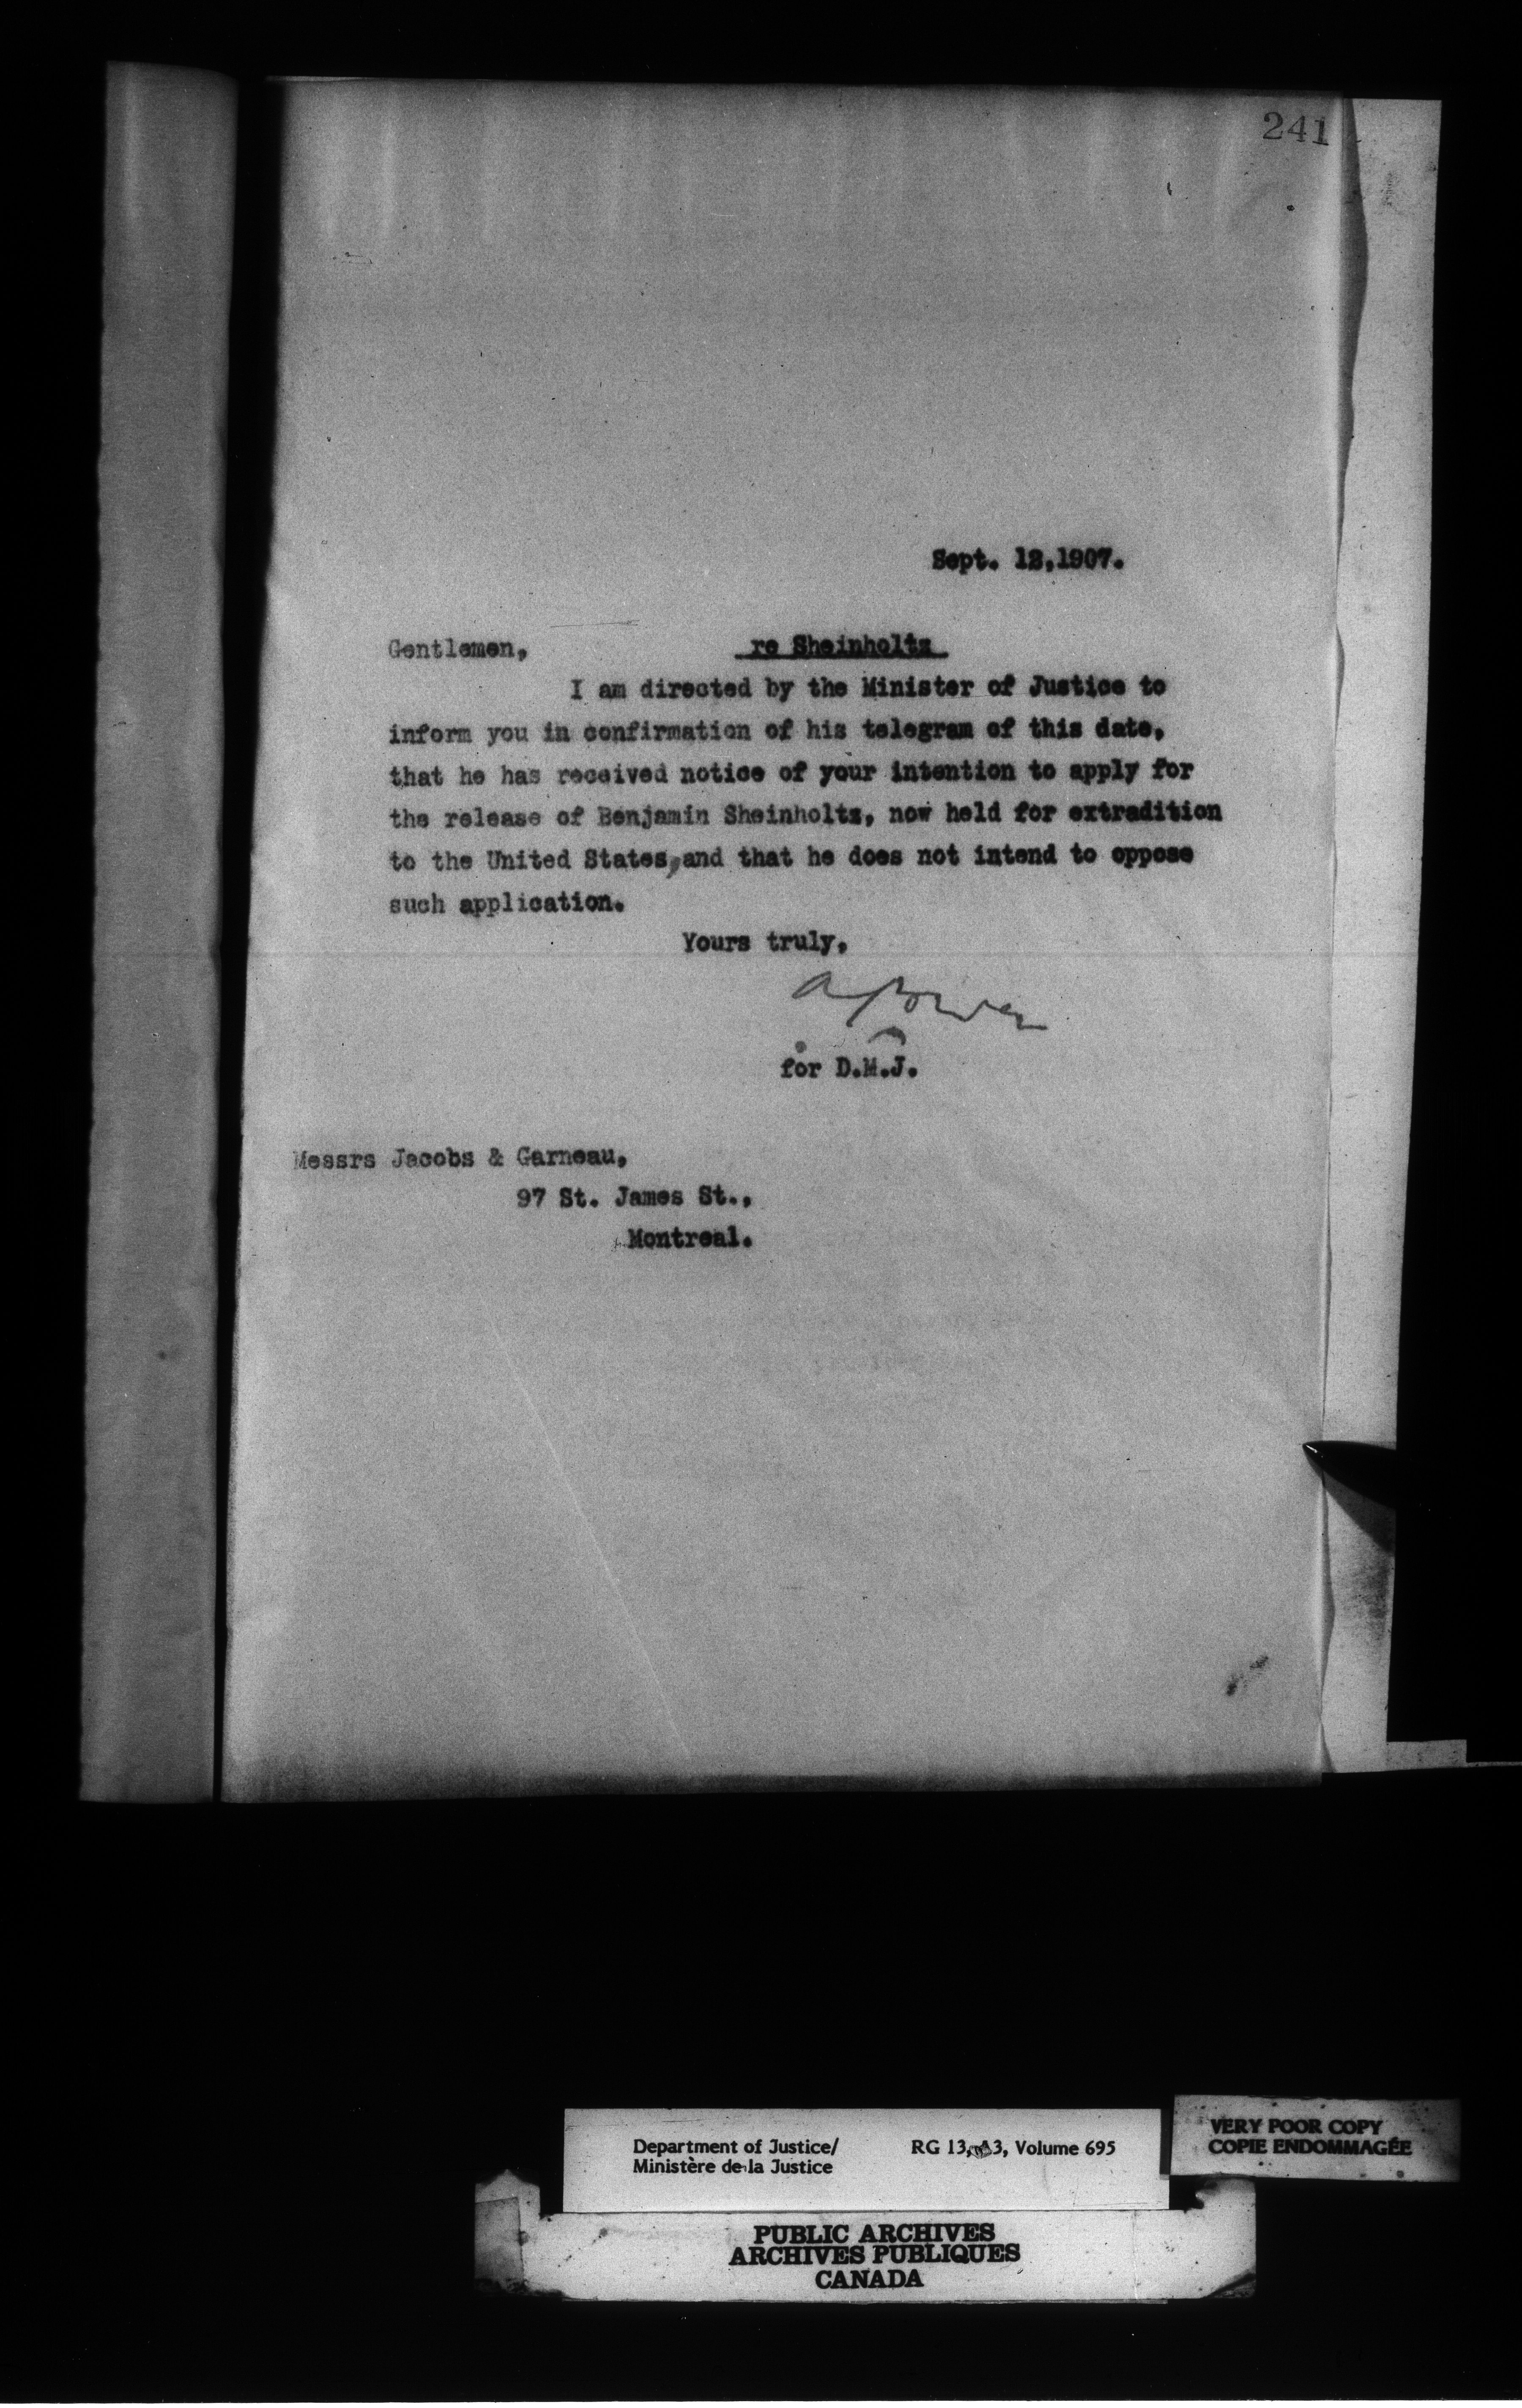 241
Sept. 12,1907.
Gentlemen, re Sheinholtz
I am directed by the Minister of Justice to
inform you in confirmation of his telegram of this date,
that he has received notice of your intention to apply for
the release of Benjamin Sheinholtz, now held for extradition
to the United States,and that he does not intend to oppose
such application.
Yours truly,
for D.M.J.
Messrs Jacobs & Garneau,
97 St. James St.,
Montreal.
Department of Justice/ RG 13, A3, Volume 695
Ministère de la Justice
VERY POOR COPY
COPIE ENDOMMAGÉE
PUBLIC ARCHIVES
ARCHIVES PUBLIQUES
CANADA